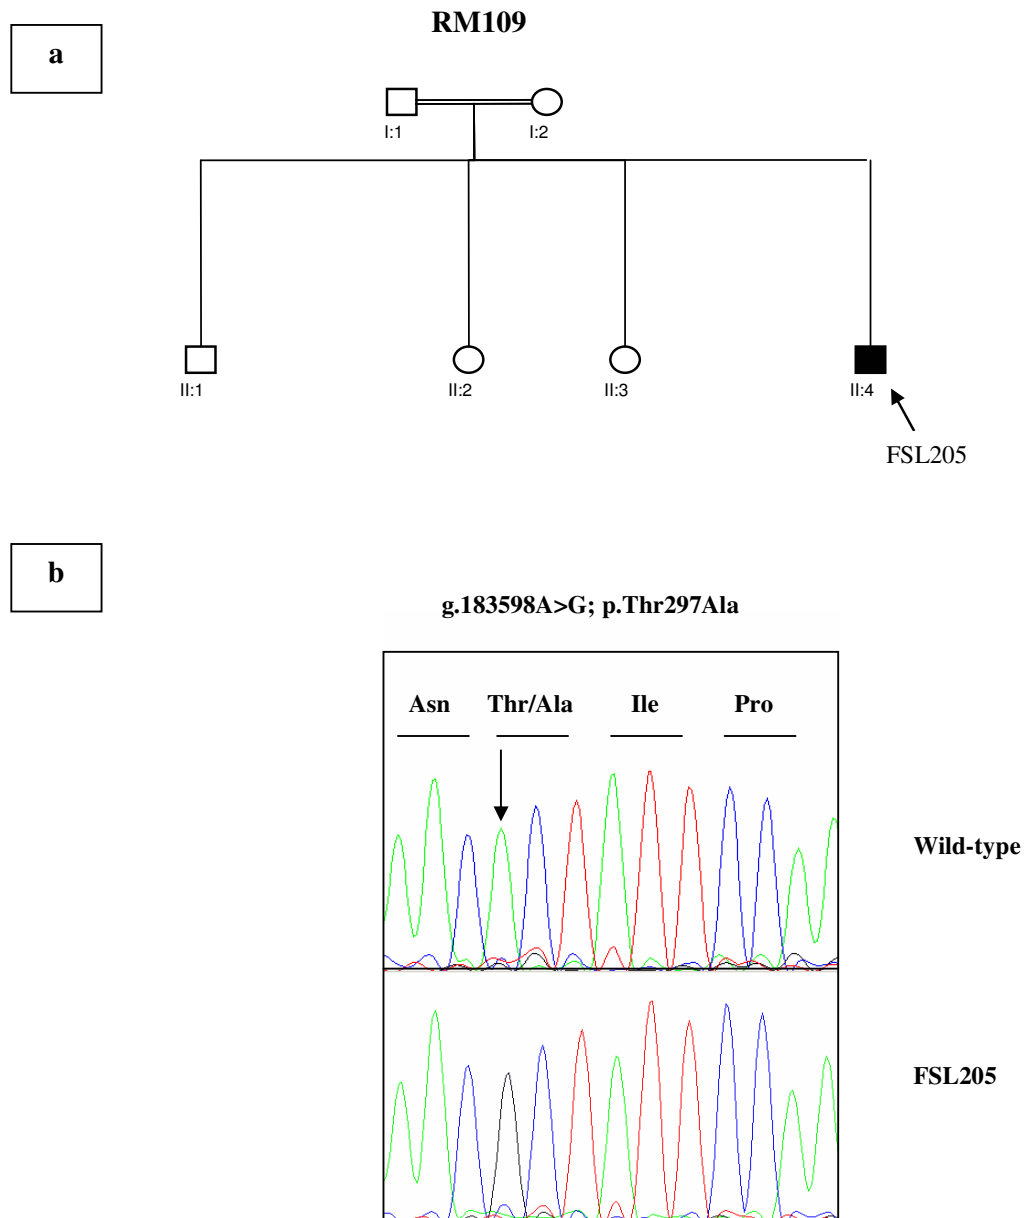 RM109
a
I:1
I:2
II:1
II:2
II:3
II:4
FSL205
b
g.183598A>G; p.Thr297Ala
Asn Thr/Ala Ile Pro
Wild-type
FSL205